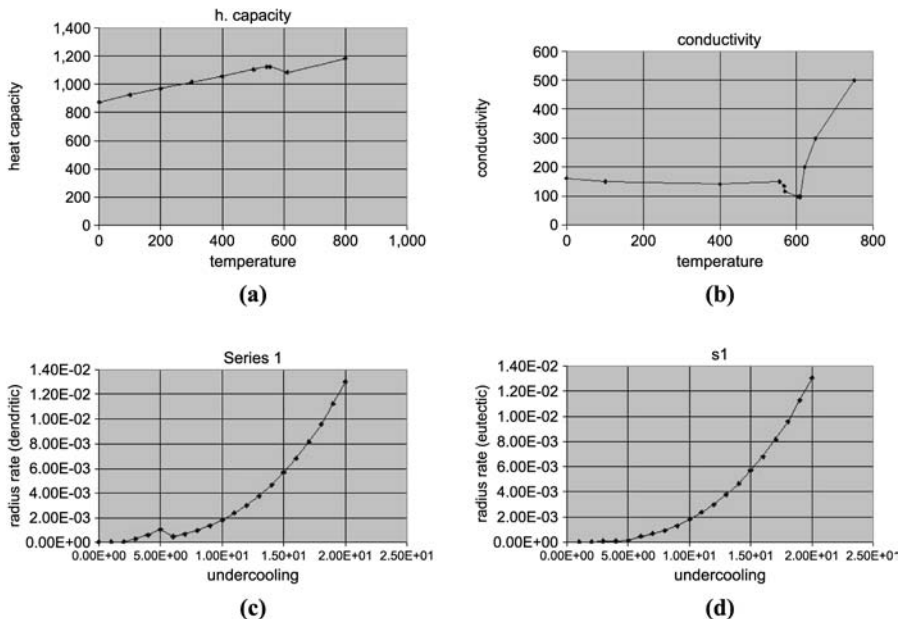 h. capacity
1,400
1,200
1,000
800
600
400
200
0
heat capacity
0 200 400 600 800 1,000
temperature
(a)
conductivity
600
500
400
300
200
100
0
conductivity
0 200 400 600 800
temperature
(b)
Series 1
1.40E-02
1.20E-02
1.00E-02
8.00E-03
6.00E-03
4.00E-03
2.00E-03
0.00E+00
radius rate (dendritic)
0.00E+00 5.00E+00 1.00E+01 1.50E+01 2.00E+01 2.50E+01
undercooling
(c)
s1
1.40E-02
1.20E-02
1.00E-02
8.00E-03
6.00E-03
4.00E-03
2.00E-03
0.00E+00
radius rate (eutectic)
0.00E+00 5.00E+00 1.00E+01 1.50E+01 2.00E+01 2.50E+01
undercooling
(d)